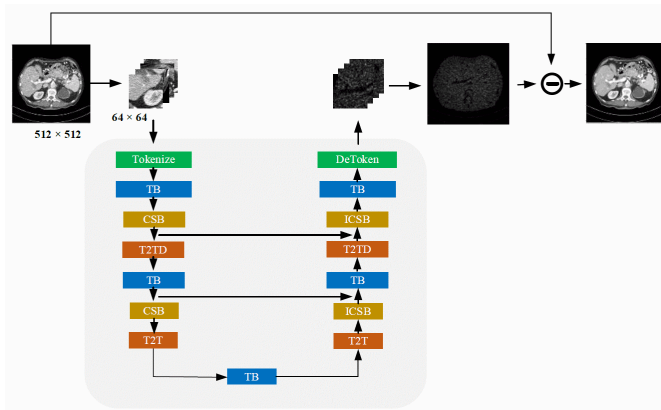 512 × 512
64 × 64
Tokenize
TB
CSB
T2TD
TB
CSB
T2T
TB
DeToken
TB
ICSB
T2TD
TB
ICSB
T2T